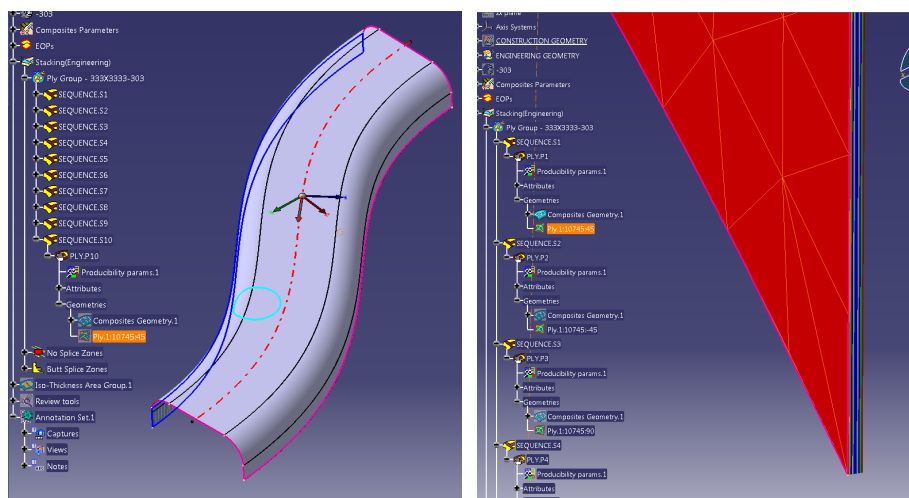 -303
Composites Parameters
EOPs
Stacking(Engineering)
Ply Group - 333X3333-303
SEQUENCE.S1
SEQUENCE.S2
SEQUENCE.S3
SEQUENCE.S4
SEQUENCE.S5
SEQUENCE.S6
SEQUENCE.S7
SEQUENCE.S8
SEQUENCE.S9
SEQUENCE.S10
PLY.P10
Producibility params.1
Attributes
Geometries
Composites Geometry.1
Ply.1:10745:45
No Splice Zones
Butt Splice Zones
Iso-Thickness Area Group.1
Review tools
Annotation Set.1
Captures
Views
Notes
zx plane
Axis Systems
CONSTRUCTION GEOMETRY
ENGINEERING GEOMETRY
-303
Composites Parameters
EOPs
Stacking(Engineering)
Ply Group - 333X3333-303
SEQUENCE.S1
PLY.P1
Producibility params.1
Attributes
Geometries
Composites Geometry.1
Ply.1:10745:45
SEQUENCE.S2
PLY.P2
Producibility params.1
Attributes
Geometries
Composites Geometry.1
Ply.1:10745:-45
SEQUENCE.S3
PLY.P3
Producibility params.1
Attributes
Geometries
Composites Geometry.1
Ply.1:10745:90
SEQUENCE.S4
PLY.P4
Producibility params.1
Attributes